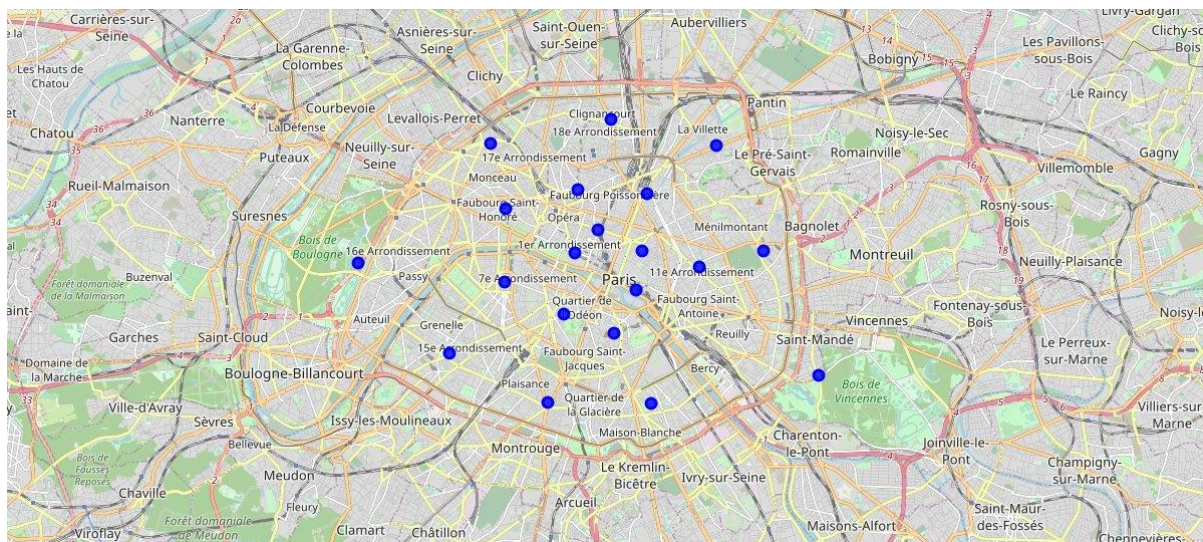 Carrières-sur-
Seine
2a
Asnières-sur-
Seine
Saint-Ouen-
sur-Seine
Aubervilliers
Livry-Gargan
Les Pavillons-
sous-Bois
La Garenne-
Colombes
Bobigny
Les Hauts de
Chatou
Clichy
Courbevoie
Pantin
Le Raincy
36
Nanterre
La Défense
Levallois-Perret
Clignancourt
18e Arrondissement
La Villette
Chatou
Noisy-le-Sec
Neuilly-sur-
Seine
17e Arrondissement
Le Pré-Saint-
Gervais
Romainville
Gagny
Puteaux
Monceau
Villemomble
Rueil-Malmaison
Faubourg Poissonnière
Faubourg Saint-
Honoré
Rosny-sous-
Bois
Suresnes
Opéra
Ménilmontant
Bagnolet
Bois de
Boulogne
16e Arrondissement
1er Arrondissement
Montreuil
Neuilly-Plaisance
Buzenval
Passy
7e Arrondissement
Paris
11e Arrondissement
Forêt domaniale
de la Malmaison
Quartier de
l'Odéon
Faubourg Saint-
Antoine
Fontenay-sous-
Bois
Auteuil
Grenelle
Vincennes
Garches
Saint-Cloud
Reuilly
Saint-Mandé
Le Perreux-
sur-Marne
15e Arrondissement
Faubourg Saint-
Jacques
Domaine de
la Marche
Boulogne-Billancourt
Bercy
Plaisance
Bois de
Vincennes
Quartier de
la Glacière
Ville-d'Avray
Sèvres
Issy-les-Moulineaux
Villiers-sur-
Marne
Maison-Blanche
Charenton-
le-Pont
Joinville-le-
Pont
Bellevue
Montrouge
Bois de
Fausses
Reposes
Meudon
Le Kremlin-
Bicêtre
Ivry-sur-Seine
Champigny-
sur-Marne
Chaville
Fleury
Arcueil
Saint-Maur-
des-Fossés
Forêt domaniale
de Meudon
Viroflay
Clamart
Châtillon
Maisons-Alfort
Chennevières-